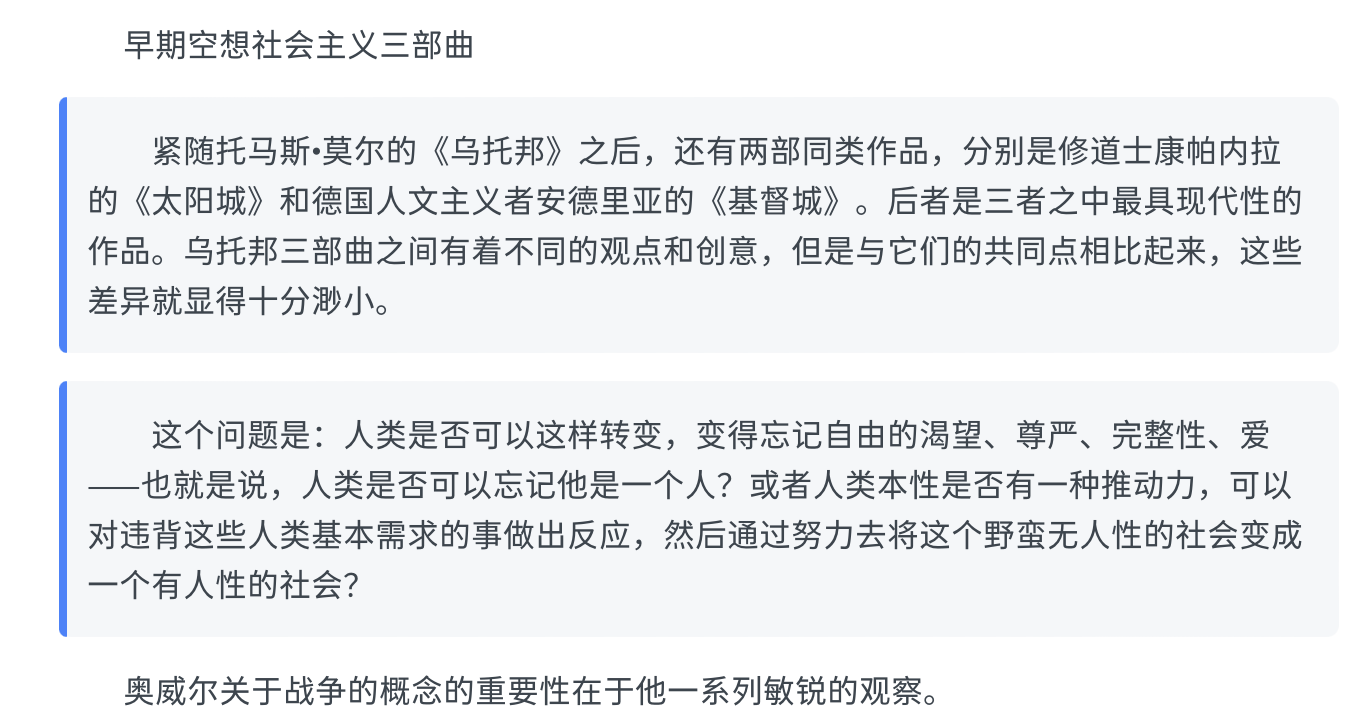 早期空想社会主义三部曲
紧随托马斯•莫尔的《乌托邦》之后，还有两部同类作品，分别是修道士康帕内拉
的《太阳城》和德国人文主义者安德里亚的《基督城》。后者是三者之中最具现代性的
作品。乌托邦三部曲之间有着不同的观点和创意，但是与它们的共同点相比起来，这些
差异就显得十分渺小。
这个问题是：人类是否可以这样转变，变得忘记自由的渴望、尊严、完整性、爱
——也就是说，人类是否可以忘记他是一个人？或者人类本性是否有一种推动力，可以
对违背这些人类基本需求的事做出反应，然后通过努力去将这个野蛮无人性的社会变成
一个有人性的社会？
奥威尔关于战争的概念的重要性在于他一系列敏锐的观察。